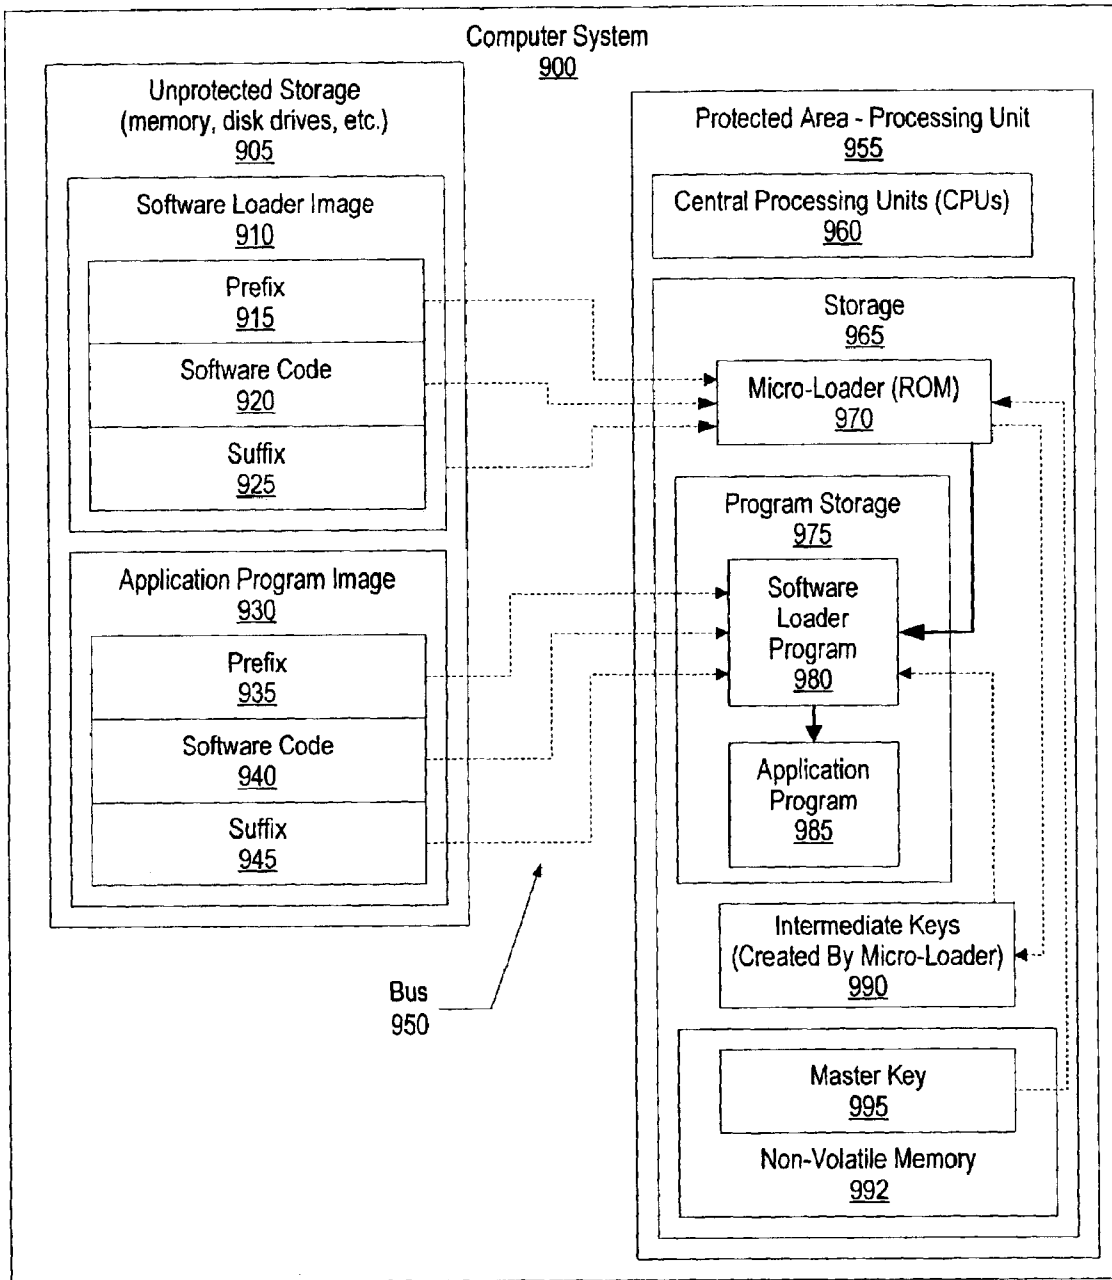 Computer System
900
Unprotected Storage
(memory, disk drives, etc.)
905
Software Loader Image
910
Prefix
915
Software Code
920
Suffix
925
Application Program Image
930
Prefix
935
Software Code
940
Suffix
945
Bus
950
Protected Area - Processing Unit
955
Central Processing Units (CPUs)
960
Storage
965
Micro-Loader (ROM)
970
Program Storage
975
Software
Loader
Program
980
Application
Program
985
Intermediate Keys
(Created By Micro-Loader)
990
Master Key
995
Non-Volatile Memory
992